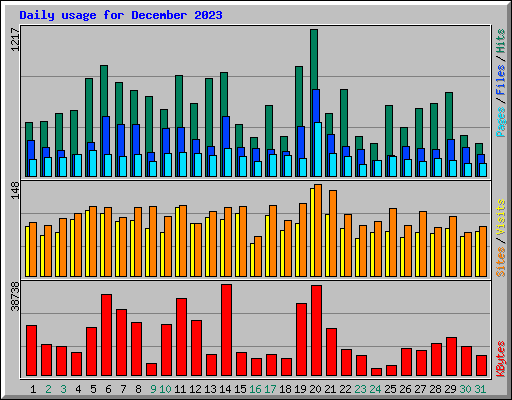 Daily usage for December 2023
1217
Pages / Files / Hits
148
Sites / Visits
38738
KBytes
1 2 3 4 5 6 7 8 9 10 11 12 13 14 15 16 17 18 19 20 21 22 23 24 25 26 27 28 29 30 31